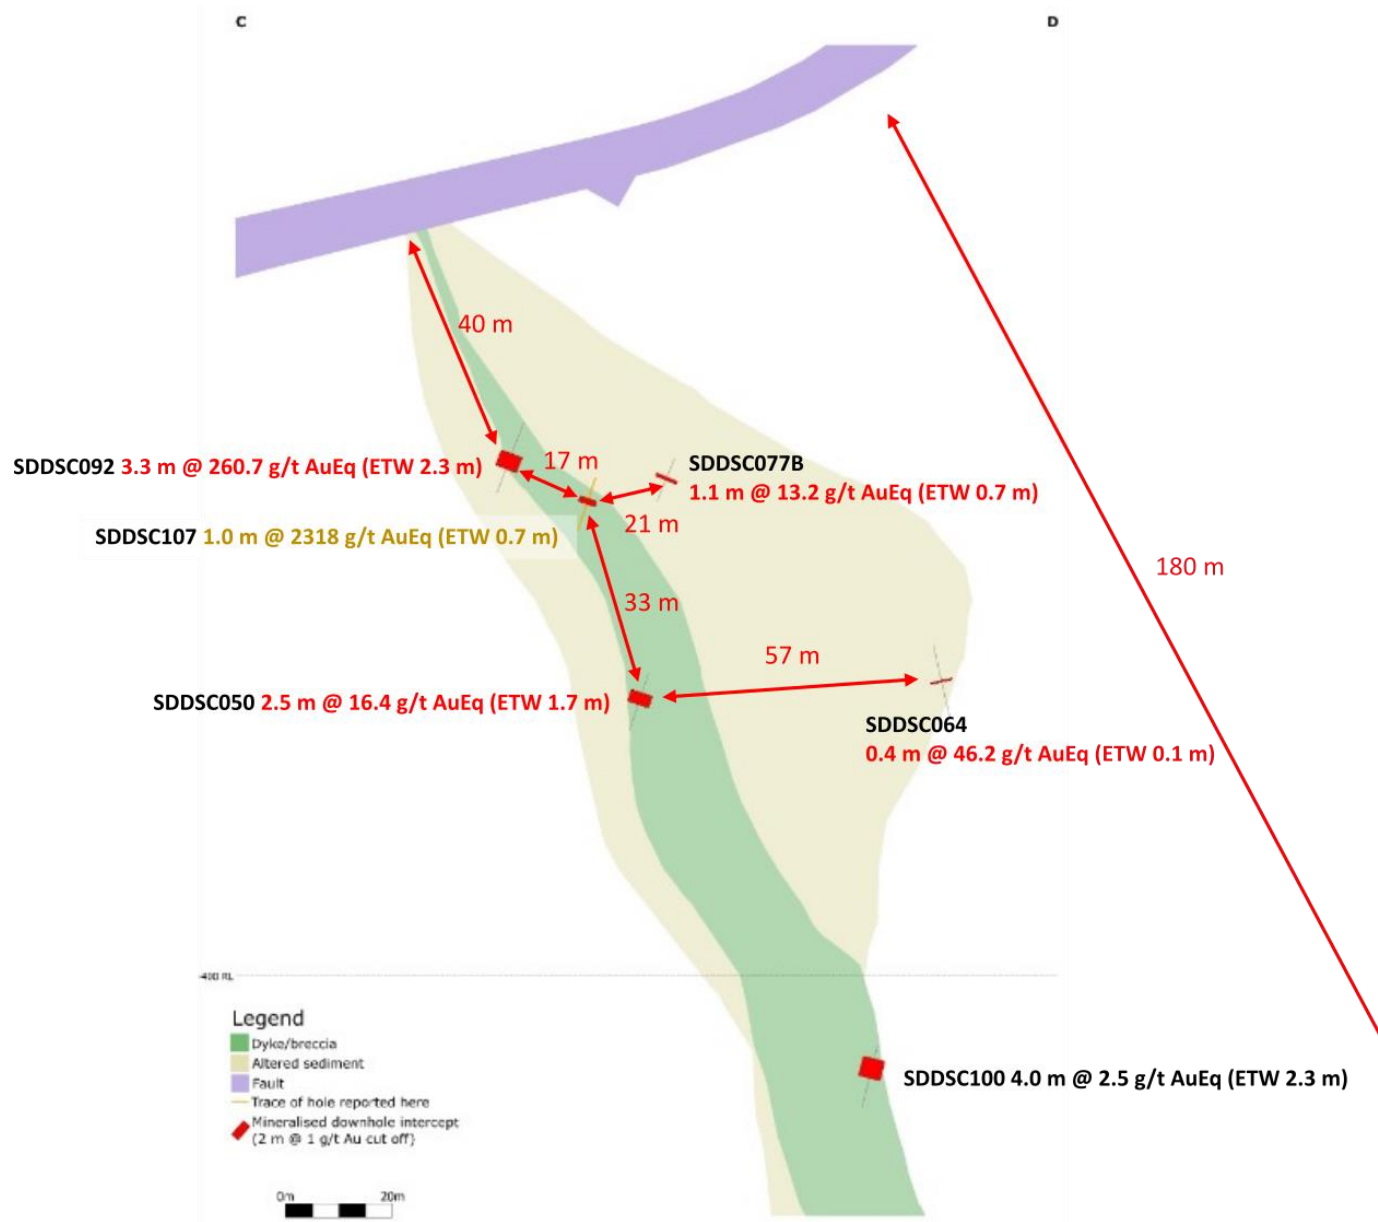 C
D
40 m
SDDSC092 3.3 m @ 260.7 g/t AuEq (ETW 2.3 m)
17 m
SDDSC077B
1.1 m @ 13.2 g/t AuEq (ETW 0.7 m)
21 m
SDDSC107 1.0 m @ 2318 g/t AuEq (ETW 0.7 m)
180 m
33 m
57 m
SDDSC050 2.5 m @ 16.4 g/t AuEq (ETW 1.7 m)
SDDSC064
0.4 m @ 46.2 g/t AuEq (ETW 0.1 m)
-400 RL
Legend
Dyke/breccia
Altered sediment
Fault
Trace of hole reported here
Mineralised downhole intercept
(2 m @ 1 g/t Au cut off)
SDDSC100 4.0 m @ 2.5 g/t AuEq (ETW 2.3 m)
0m
20m